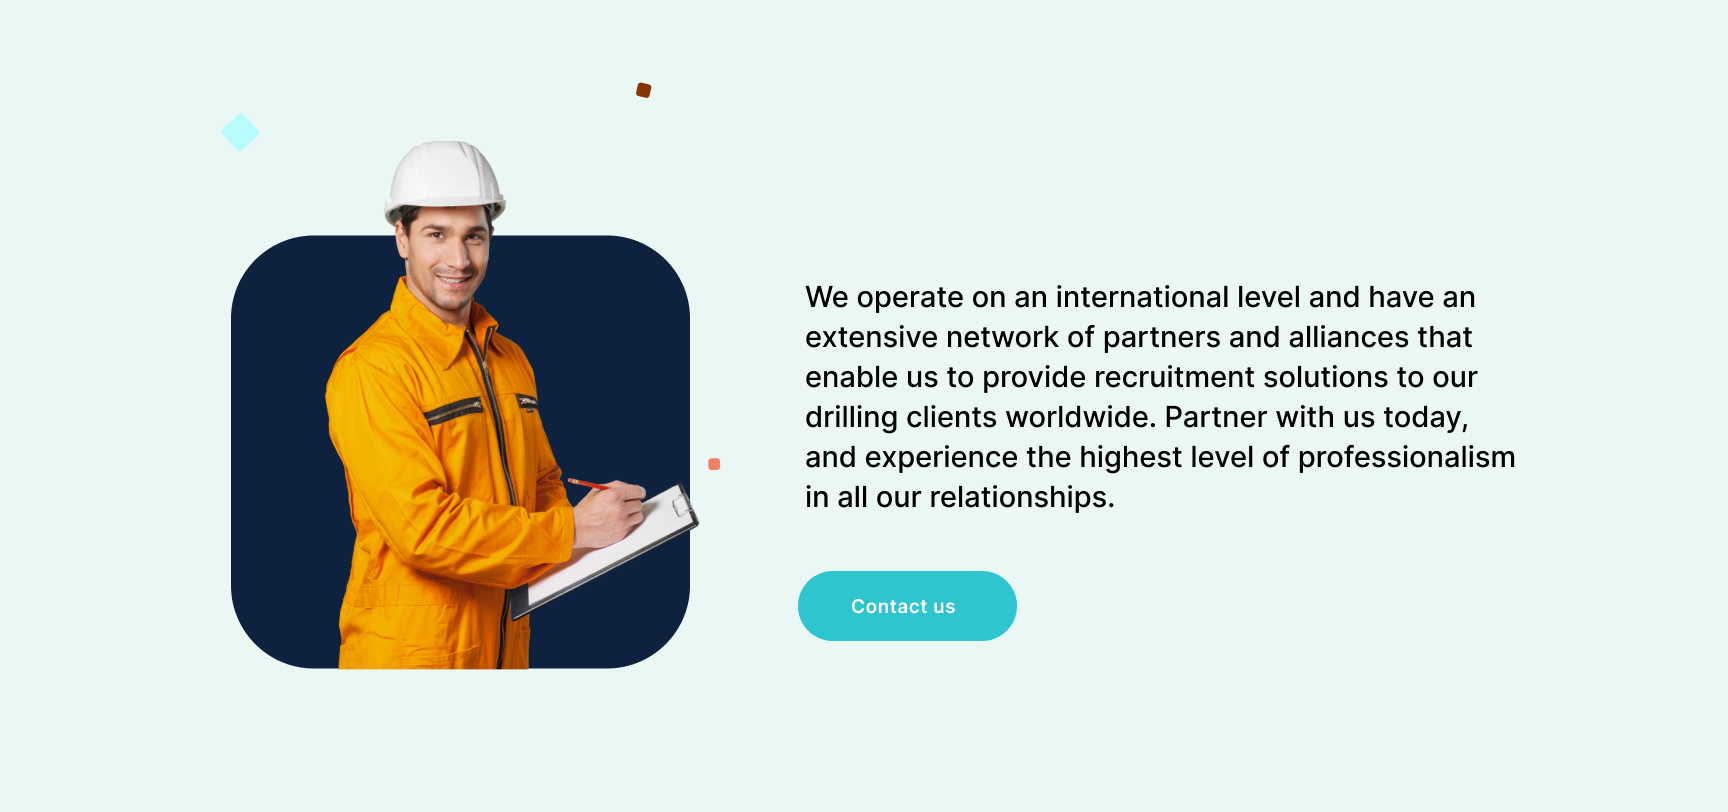 We operate on an international level and have an
extensive network of partners and alliances that
enable us to provide recruitment solutions to our
drilling clients worldwide. Partner with us today,
and experience the highest level of professionalism
in all our relationships.
Contact us